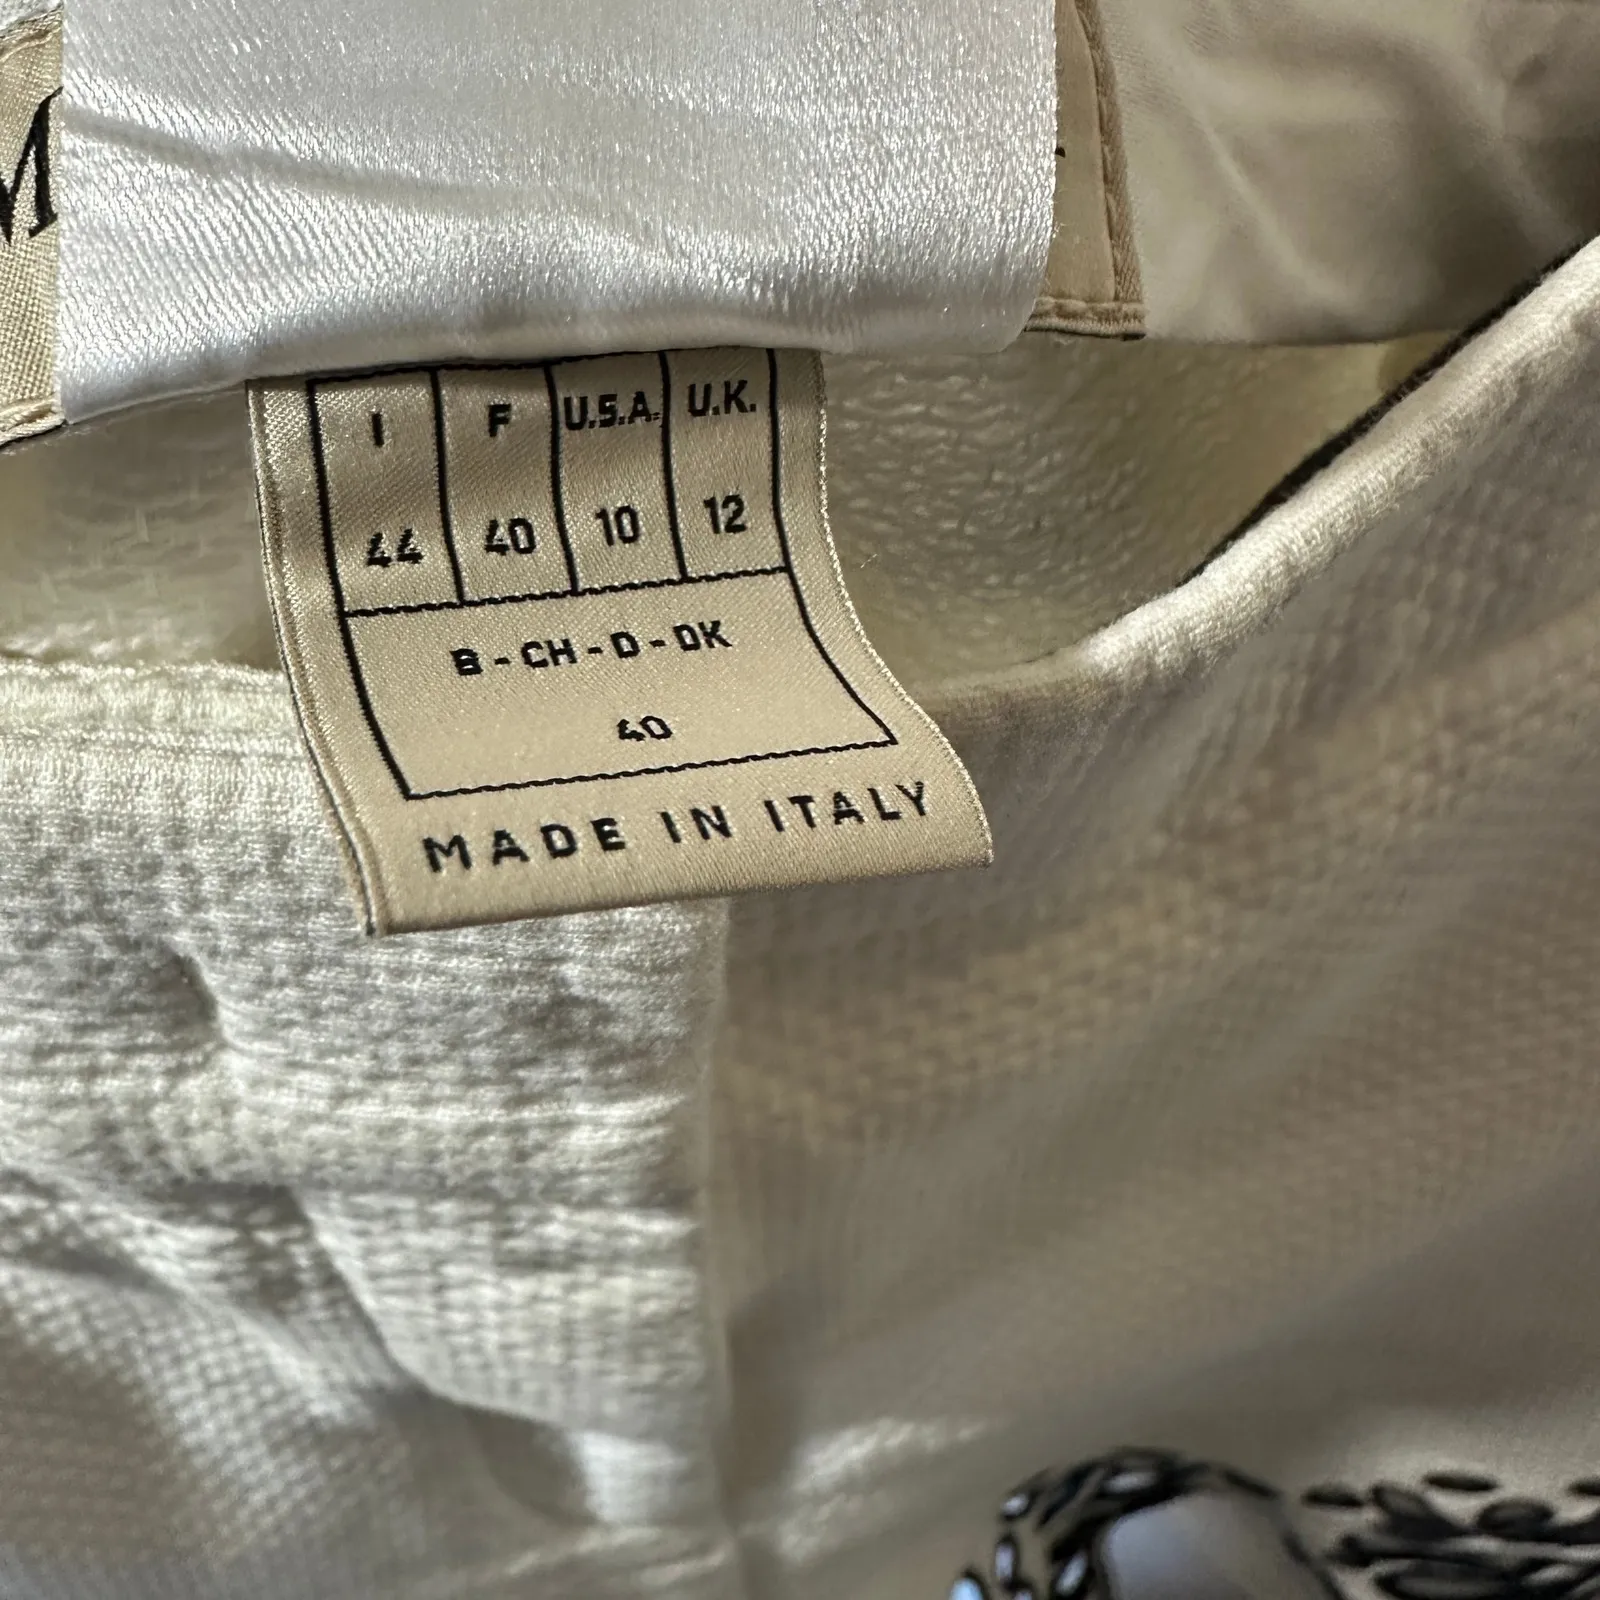 M
I F U.S.A. U.K.
44 40 10 12
B - CH - D - DK
40
MADE IN ITALY